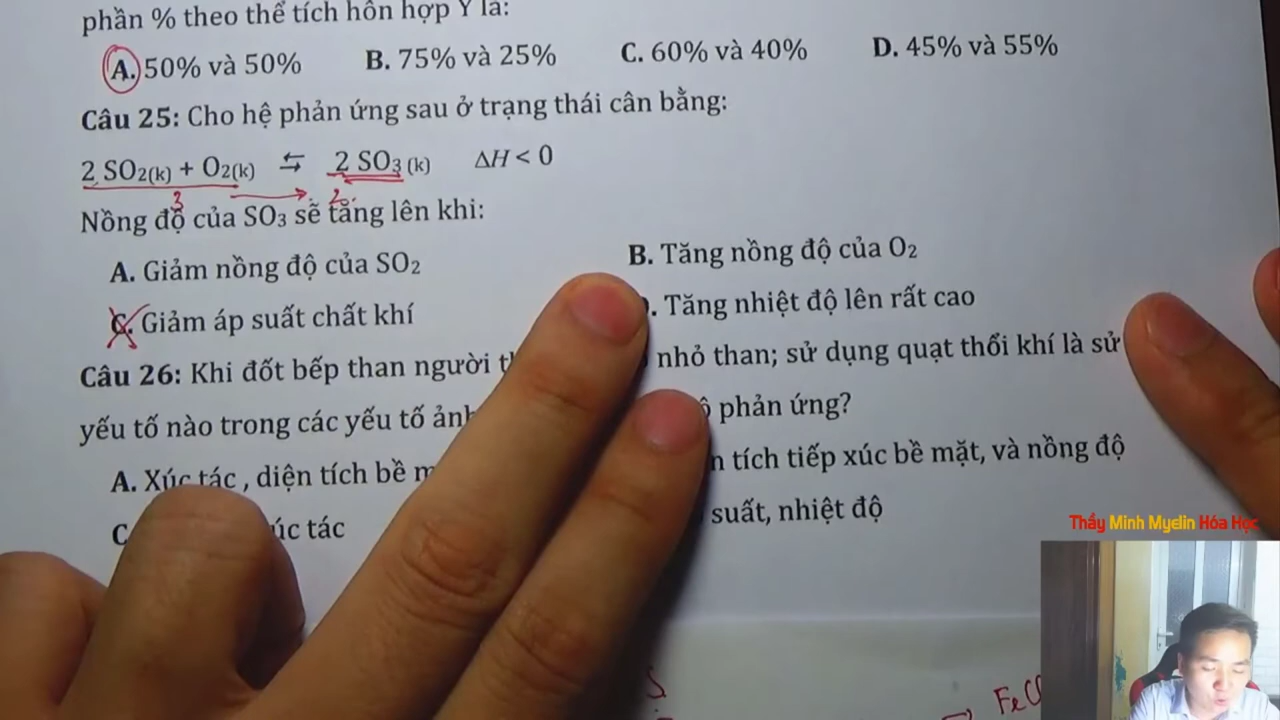 phần % theo thể tích hỗn hợp Y là:
A. 50% và 50% B. 75% và 25% C. 60% và 40% D. 45% và 55%
Câu 25: Cho hệ phản ứng sau ở trạng thái cân bằng:
2 SO2(k) + O2(k) ⇆ 2 SO3 (k) ΔH < 0
3 2
Nồng độ của SO3 sẽ tăng lên khi:
A. Giảm nồng độ của SO2 B. Tăng nồng độ của O2
C. Giảm áp suất chất khí . Tăng nhiệt độ lên rất cao
Câu 26: Khi đốt bếp than người nhỏ than; sử dụng quạt thổi khí là sử
yếu tố nào trong các yếu tố phản ứng?
A. Xúc tác , diện tích bề tích tiếp xúc bề mặt, và nồng độ
C tác suất, nhiệt độ
Thầy Minh Myelin Hóa Học
S